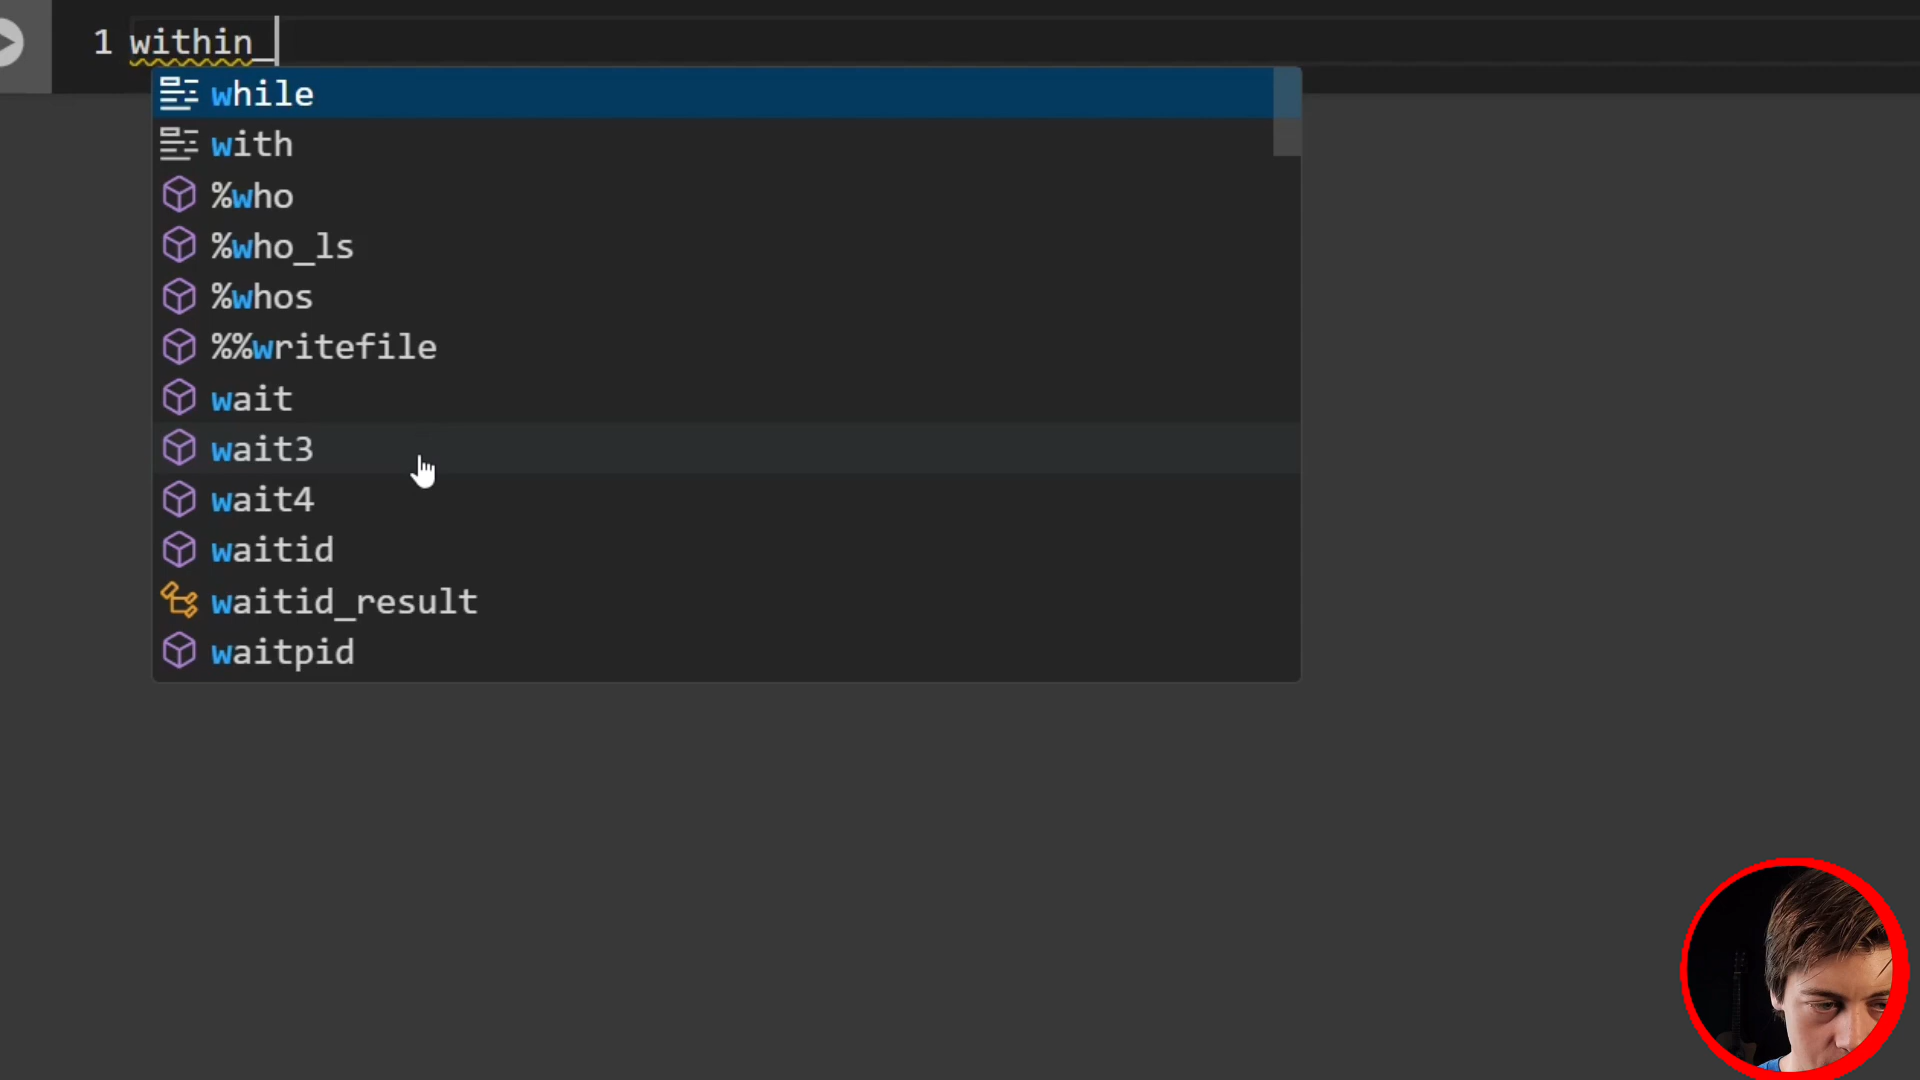 1 within_
while
with
%who
%who_ls
%whos
%%writefile
wait
wait3
wait4
waitid
waitid_result
waitpid